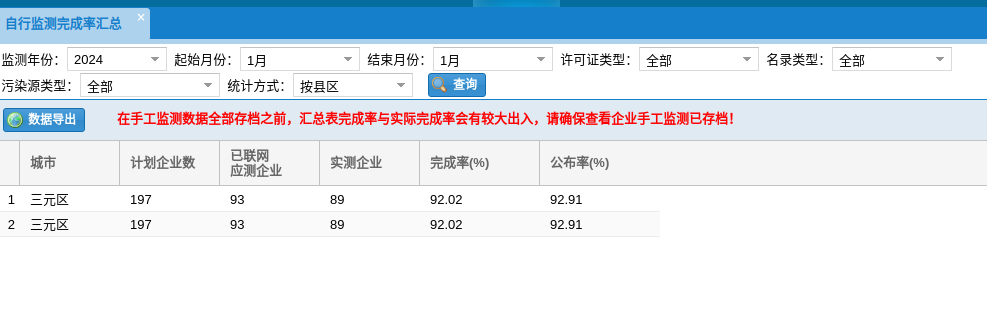 自行监测完成率汇总 ×
监测年份: 2024 起始月份: 1月 结束月份: 1月 许可证类型: 全部 名录类型: 全部
污染源类型: 全部 统计方式: 按县区 查询
数据导出 在手工监测数据全部存档之前，汇总表完成率与实际完成率会有较大出入，请确保查看企业手工监测已存档！
城市 计划企业数 已联网应测企业 实测企业 完成率(%) 公布率(%)
1 三元区 197 93 89 92.02 92.91
2 三元区 197 93 89 92.02 92.91